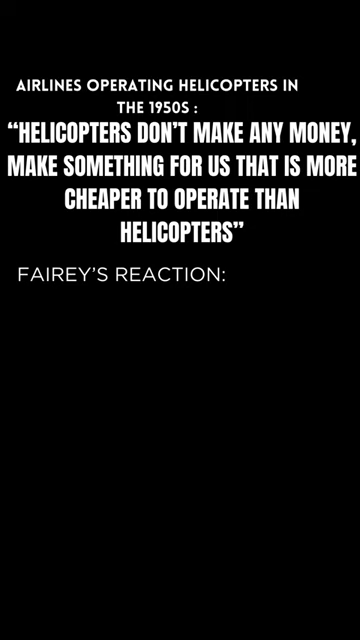 AIRLINES OPERATING HELICOPTERS IN
THE 1950S :
“HELICOPTERS DON’T MAKE ANY MONEY,
MAKE SOMETHING FOR US THAT IS MORE
CHEAPER TO OPERATE THAN
HELICOPTERS”
FAIREY’S REACTION: